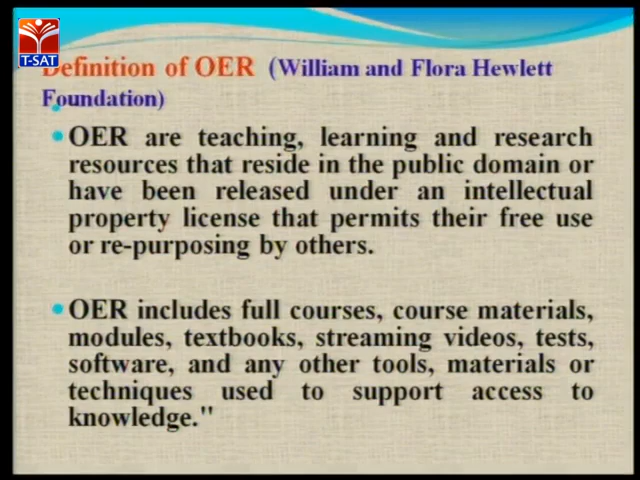 T-SAT
Definition of OER (William and Flora Hewlett
Foundation)
OER are teaching, learning and research
resources that reside in the public domain or
have been released under an intellectual
property license that permits their free use
or re-purposing by others.
OER includes full courses, course materials,
modules, textbooks, streaming videos, tests,
software, and any other tools, materials or
techniques used to support access to
knowledge."